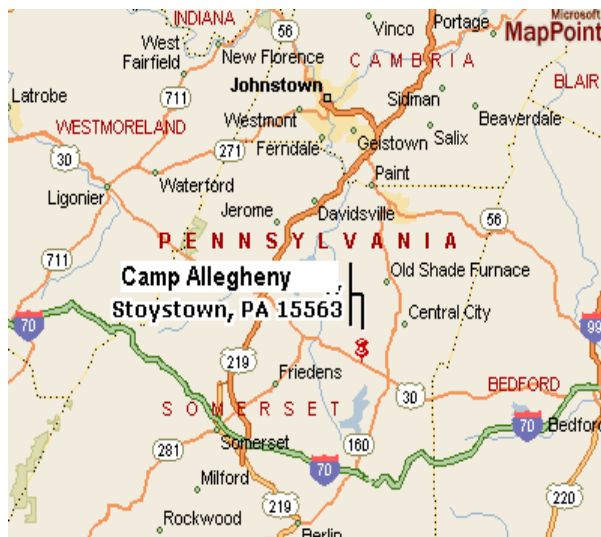 INDIANA
56
Vinco
Portage
Microsoft
MapPoint
West
Fairfield
New Florence
CAMBRIA
BLAIR
Johnstown
Sidman
Latrobe
711
Westmont
Beaverdale
WESTMORELAND
Geistown
Salix
30
271
Ferndale
Paint
Waterford
Ligonier
Jerome
Davidsville
56
PENNSYLVANIA
711
Camp Allegheny
Old Shade Furnace
Stoystown, PA 15563
Central City
70
99
219
Friedens
BEDFORD
30
SOMERSET
Somerset
160
70
Bedford
281
70
Milford
219
220
Rockwood
Berlin